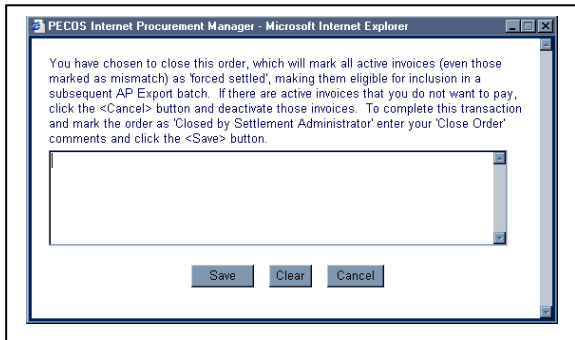 PECOS Internet Procurement Manager - Microsoft Internet Explorer
You have chosen to close this order, which will mark all active invoices (even those
marked as mismatch) as 'forced settled', making them eligible for inclusion in a
subsequent AP Export batch. If there are active invoices that you do not want to pay,
click the <Cancel> button and deactivate those invoices. To complete this transaction
and mark the order as 'Closed by Settlement Administrator' enter your 'Close Order'
comments and click the <Save> button.
Save Clear Cancel